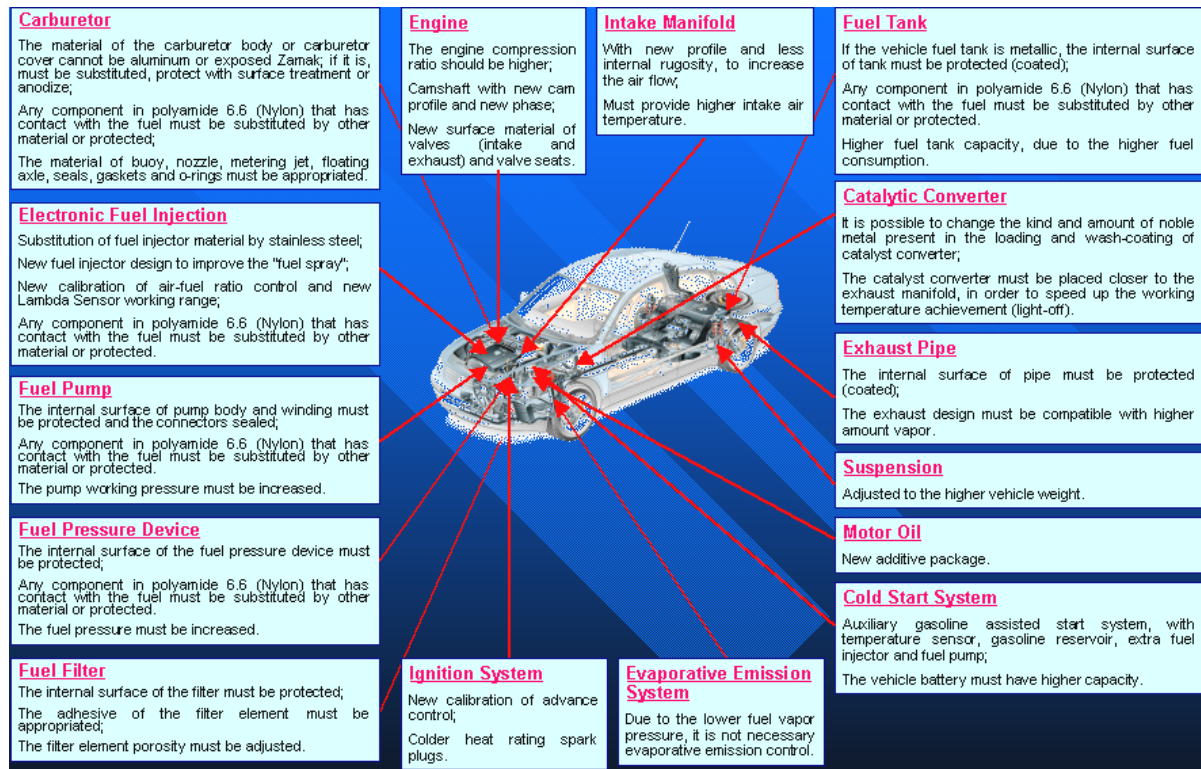 Carburetor
The material of the carburetor body or carburetor
cover cannot be aluminum or exposed Zamak; if it is,
must be substituted, protect with surface treatment or
anodize;
Any component in polyamide 6.6 (Nylon) that has
contact with the fuel must be substituted by other
material or protected;
The material of buoy, nozzle, metering jet, floating
axle, seals, gaskets and o-rings must be appropriated.
Engine
The engine compression
ratio should be higher;
Camshaft with new cam
profile and new phase;
New surface material of
valves (intake and
exhaust) and valve seats.
Intake Manifold
With new profile and less
internal rugosity, to increase
the air flow;
Must provide higher intake air
temperature.
Fuel Tank
If the vehicle fuel tank is metallic, the internal surface
of tank must be protected (coated);
Any component in polyamide 6.6 (Nylon) that has
contact with the fuel must be substituted by other
material or protected.
Higher fuel tank capacity, due to the higher fuel
consumption.
Electronic Fuel Injection
Substitution of fuel injector material by stainless steel;
New fuel injector design to improve the "fuel spray";
New calibration of air-fuel ratio control and new
Lambda Sensor working range;
Any component in polyamide 6.6 (Nylon) that has
contact with the fuel must be substituted by other
material or protected.
Catalytic Converter
It is possible to change the kind and amount of noble
metal present in the loading and wash-coating of
catalyst converter;
The catalyst converter must be placed closer to the
exhaust manifold, in order to speed up the working
temperature achievement (light-off).
Exhaust Pipe
The internal surface of pipe must be protected
(coated);
The exhaust design must be compatible with higher
amount vapor.
Fuel Pump
The internal surface of pump body and winding must
be protected and the connectors sealed;
Any component in polyamide 6.6 (Nylon) that has
contact with the fuel must be substituted by other
material or protected.
The pump working pressure must be increased.
Suspension
Adjusted to the higher vehicle weight.
Fuel Pressure Device
The internal surface of the fuel pressure device must
be protected;
Any component in polyamide 6.6 (Nylon) that has
contact with the fuel must be substituted by other
material or protected.
The fuel pressure must be increased.
Motor Oil
New additive package.
Cold Start System
Auxiliary gasoline assisted start system, with
temperature sensor, gasoline reservoir, extra fuel
injector and fuel pump;
The vehicle battery must have higher capacity.
Fuel Filter
The internal surface of the filter must be protected;
The adhesive of the filter element must be
appropriated;
The filter element porosity must be adjusted.
Ignition System
New calibration of advance
control;
Colder heat rating spark
plugs.
Evaporative Emission
System
Due to the lower fuel vapor
pressure, it is not necessary
evaporative emission control.